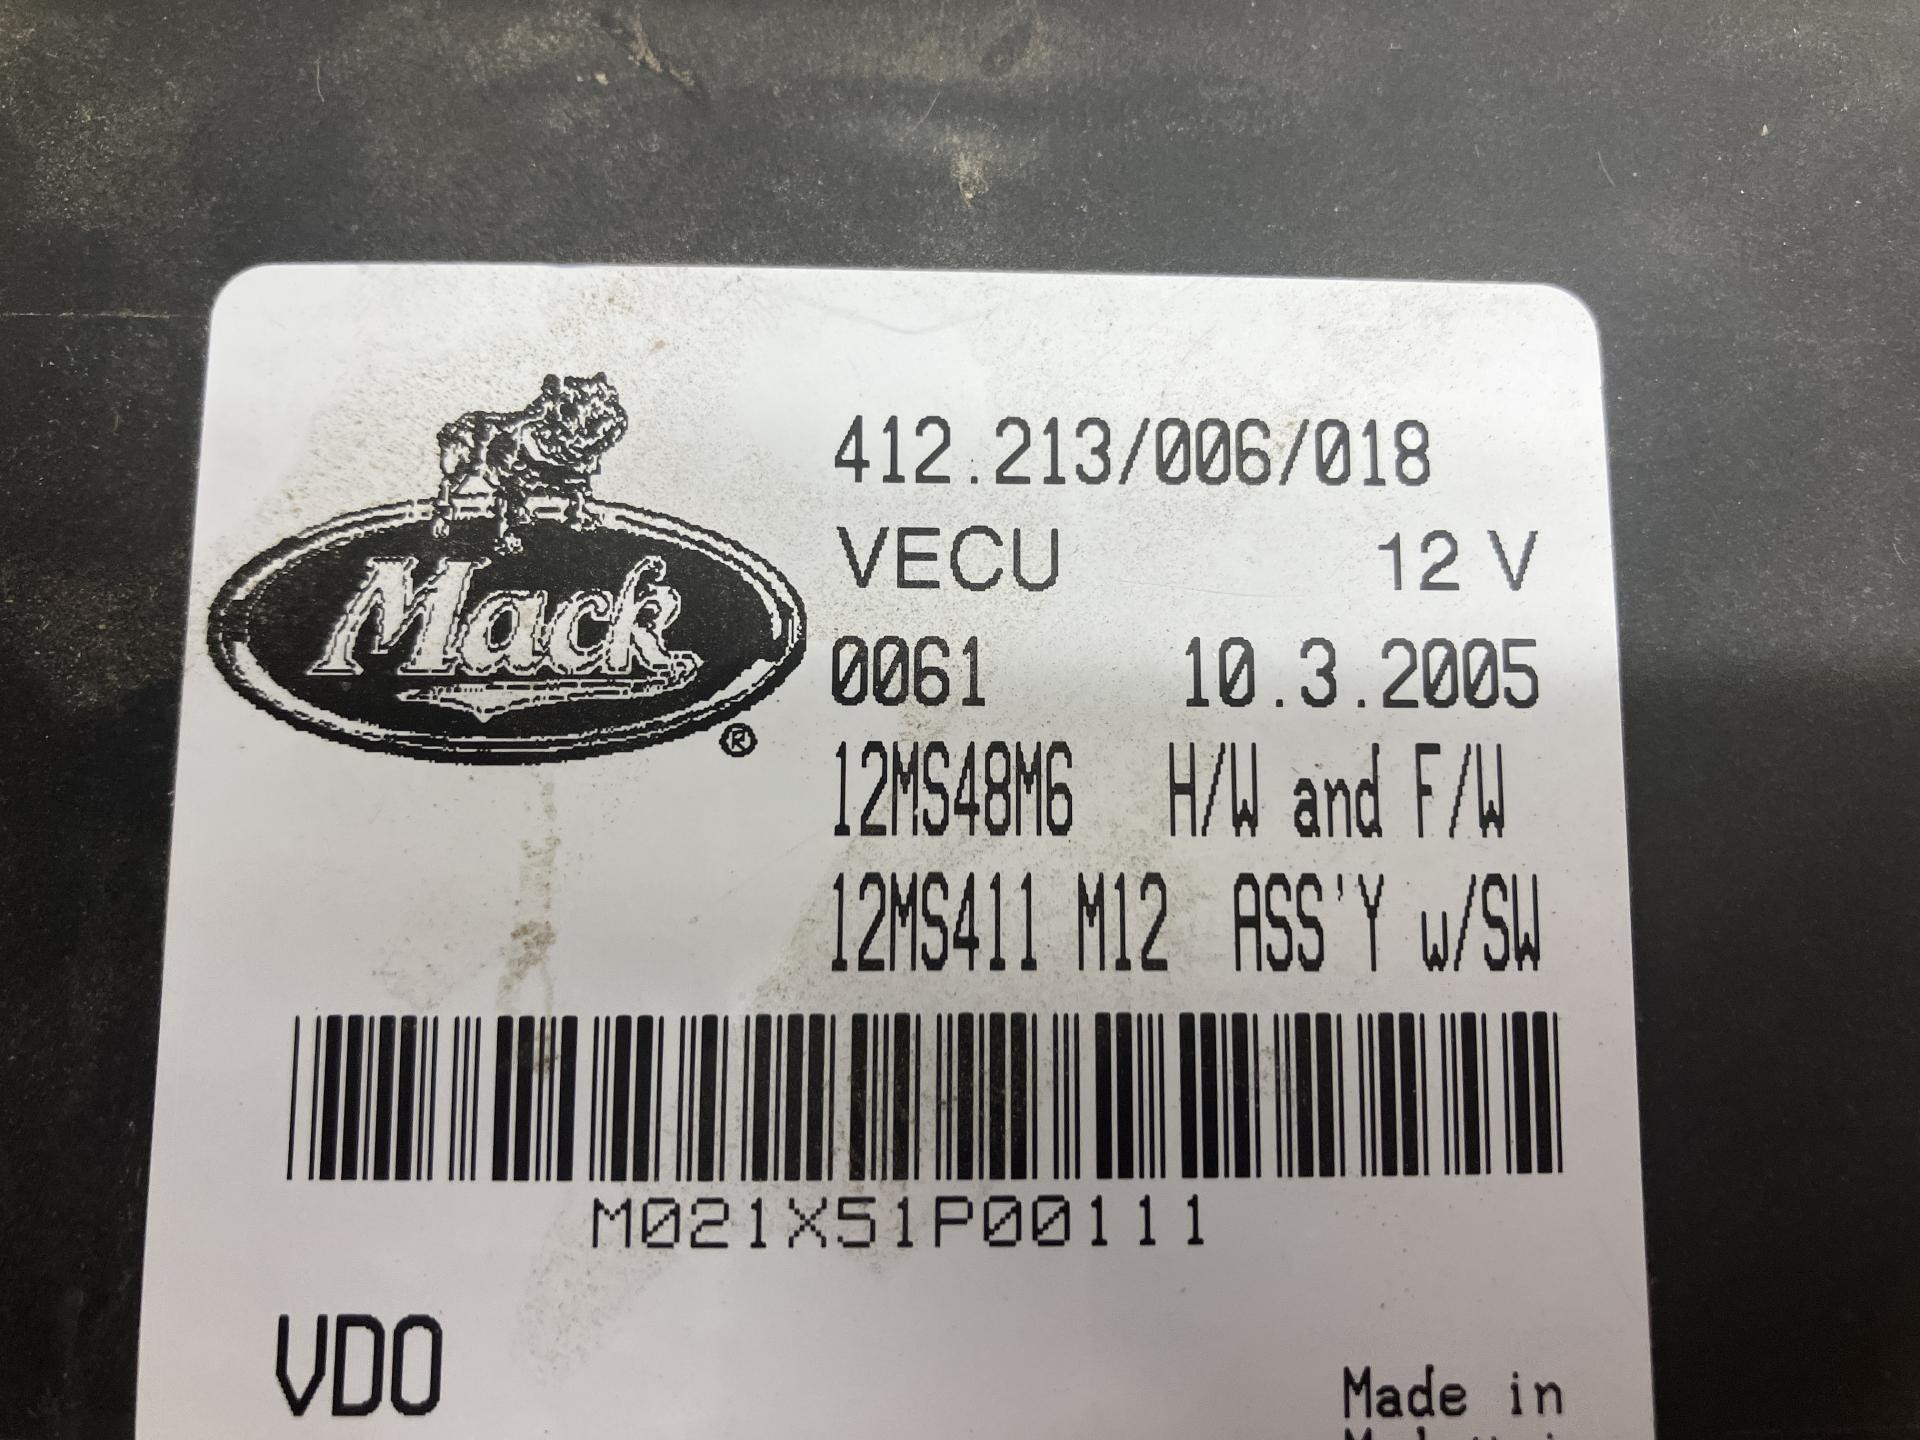 Mack
®
412.213/006/018
VECU 12 V
0061 10.3.2005
12MS48M6 H/W and F/W
12MS411 M12 ASS'Y w/SW
M021X51P00111
VDO
Made in